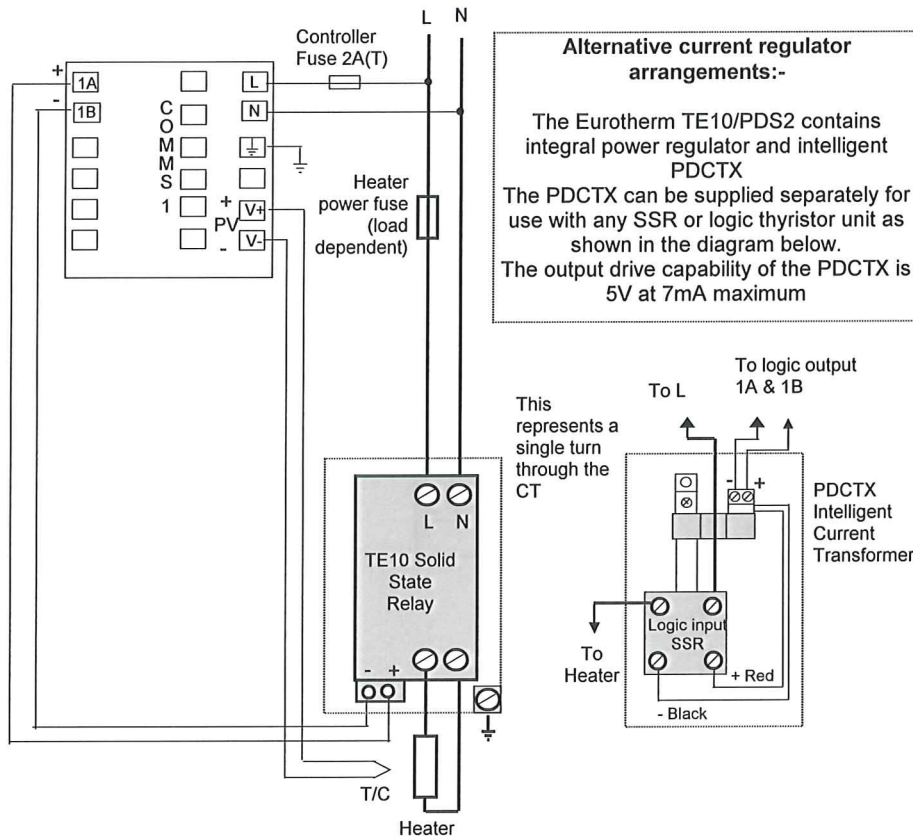 L N
Controller
Fuse 2A(T)
+ 1A
- 1B
C
O
M
M
S
1
L
N
+
PV
-
V+
V-
Heater
power fuse
(load
dependent)
Alternative current regulator
arrangements:-
The Eurotherm TE10/PDS2 contains
integral power regulator and intelligent
PDCTX
The PDCTX can be supplied separately for
use with any SSR or logic thyristor unit as
shown in the diagram below.
The output drive capability of the PDCTX is
5V at 7mA maximum
This
represents a
single turn
through the
CT
L N
TE10 Solid
State
Relay
- +
T/C
Heater
To L
To logic output
1A & 1B
- +
PDCTX
Intelligent
Current
Transformer
Logic input
SSR
To
Heater
+ Red
- Black